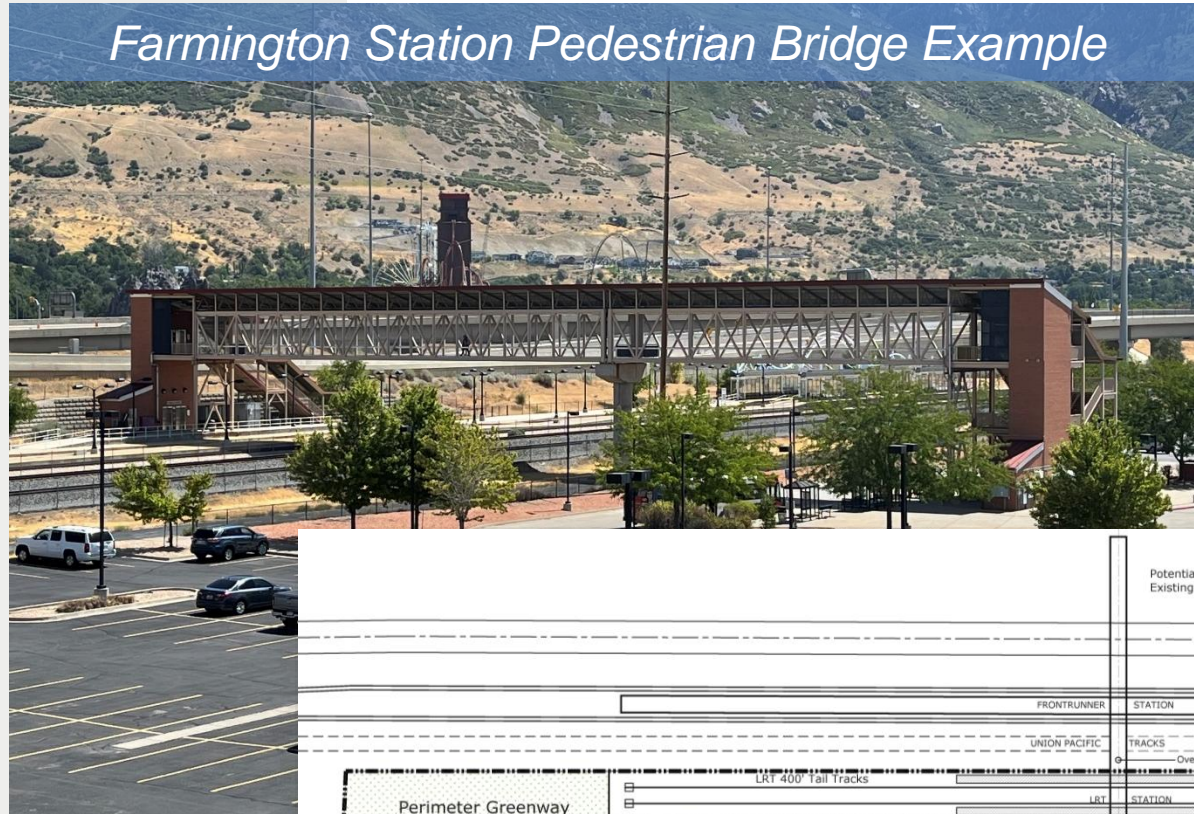 Farmington Station Pedestrian Bridge Example
Potentia
Existing
FRONTRUNNER STATION
UNION PACIFIC TRACKS
Ove
LRT 400' Tail Tracks
LRT STATION
Perimeter Greenway